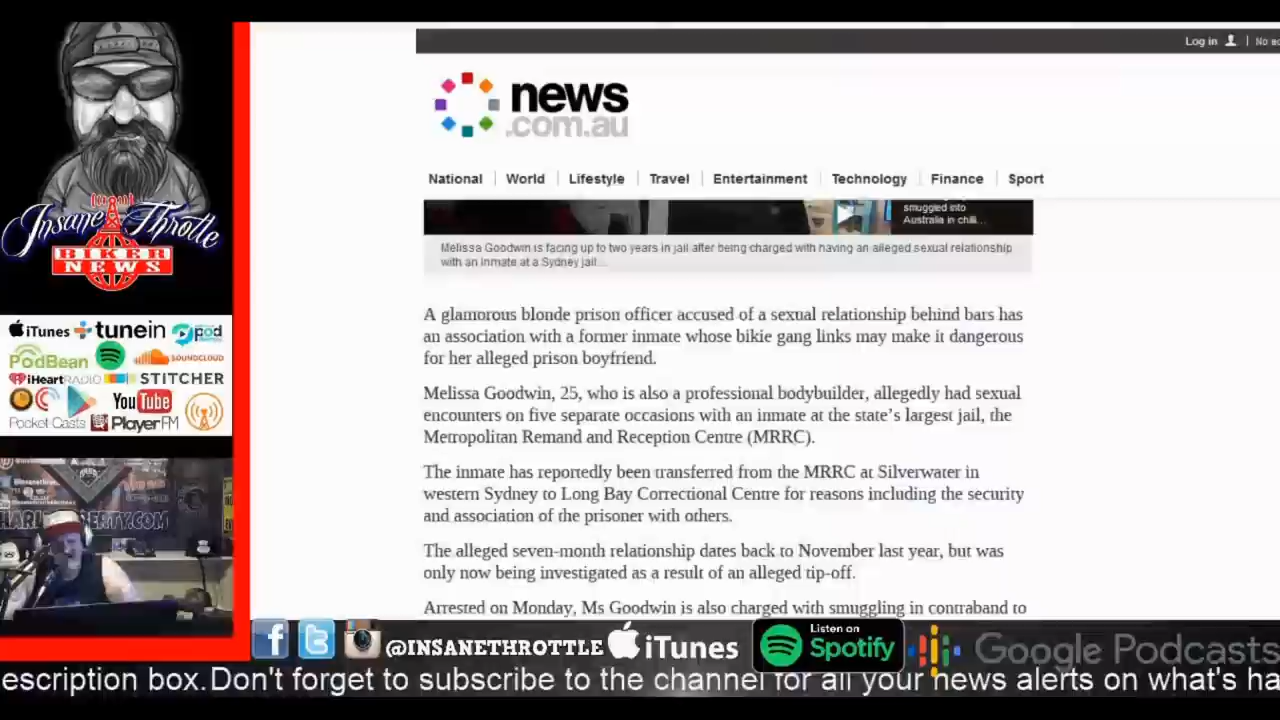 Log in
news
.com.au
National
World
Lifestyle
Travel
Entertainment
Technology
Finance
Sport
smuggled into
Australia in chilli...
Melissa Goodwin is facing up to two years in jail after being charged with having an alleged sexual relationship
with an inmate at a Sydney jail...
A glamorous blonde prison officer accused of a sexual relationship behind bars has
an association with a former inmate whose bikie gang links may make it dangerous
for her alleged prison boyfriend.
Melissa Goodwin, 25, who is also a professional bodybuilder, allegedly had sexual
encounters on five separate occasions with an inmate at the state's largest jail, the
Metropolitan Remand and Reception Centre (MRRC).
The inmate has reportedly been transferred from the MRRC at Silverwater in
western Sydney to Long Bay Correctional Centre for reasons including the security
and association of the prisoner with others.
The alleged seven-month relationship dates back to November last year, but was
only now being investigated as a result of an alleged tip-off.
Arrested on Monday, Ms Goodwin is also charged with smuggling in contraband to
Insane Throttle
BIKER
NEWS
iTunes tunein pod
PodBean SOUNDCLOUD
iHeartRADIO STITCHER
YouTube
Pocket Casts PlayerFM
@INSANETHROTTLE iTunes
Listen on
Spotify
Google Podcasts
escription box.Don't forget to subscribe to the channel for all your news alerts on what's ha